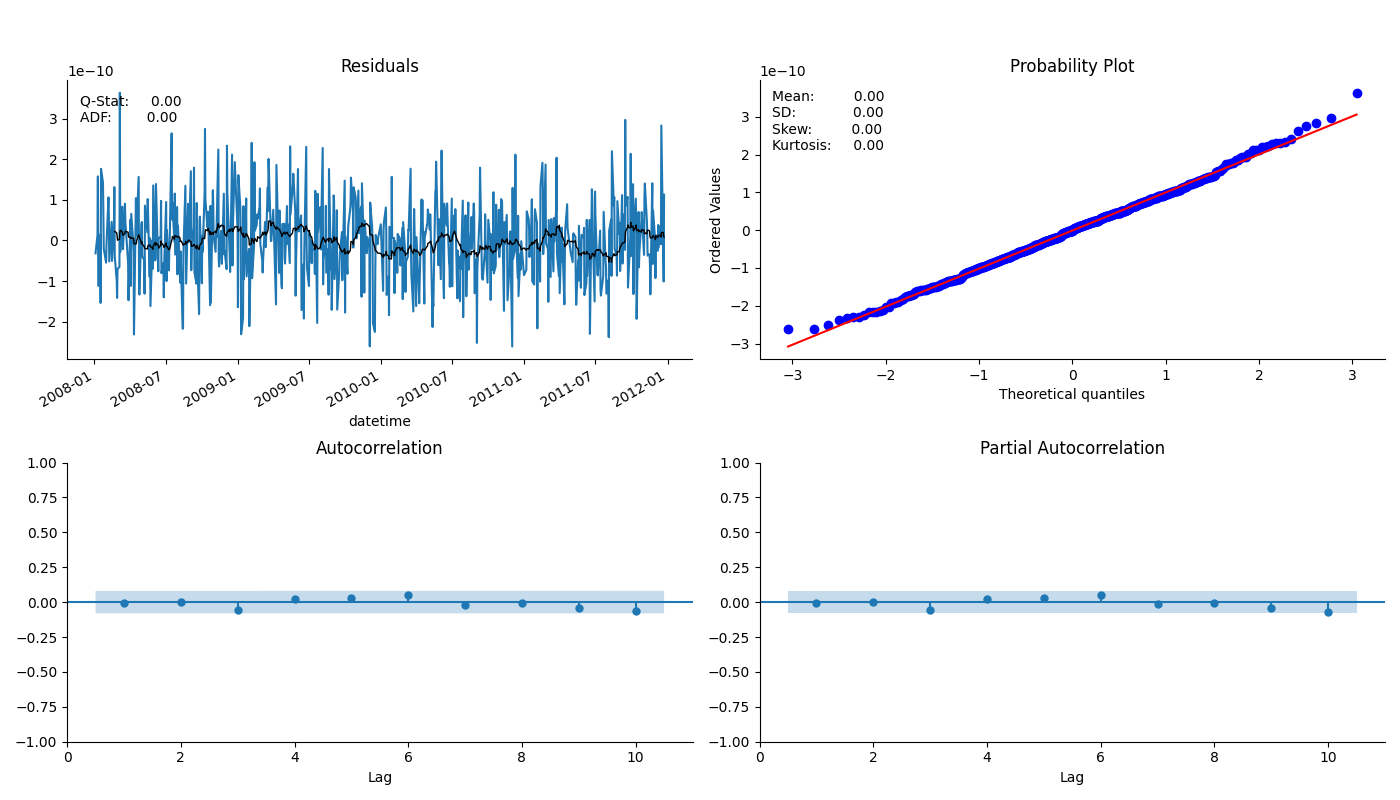 Residuals
1e−10
Q-Stat: 0.00
ADF: 0.00
3
2
1
0
−1
−2
2008-01
2008-07
2009-01
2009-07
2010-01
2010-07
2011-01
2011-07
2012-01
datetime
Probability Plot
1e−10
Mean: 0.00
SD: 0.00
Skew: 0.00
Kurtosis: 0.00
Ordered Values
3
2
1
0
−1
−2
−3
−3 −2 −1 0 1 2 3
Theoretical quantiles
Autocorrelation
1.00
0.75
0.50
0.25
0.00
−0.25
−0.50
−0.75
−1.00
0 2 4 6 8 10
Lag
Partial Autocorrelation
1.00
0.75
0.50
0.25
0.00
−0.25
−0.50
−0.75
−1.00
0 2 4 6 8 10
Lag